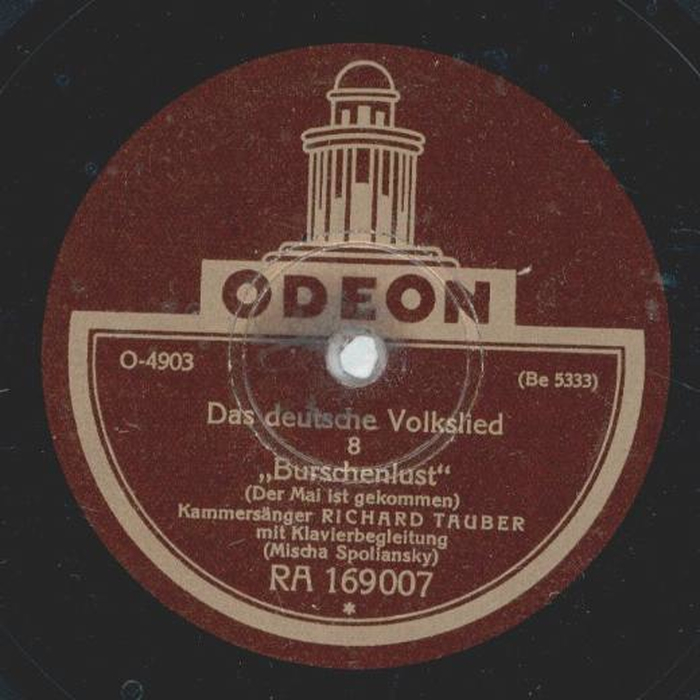 ODEON
O-4903
(Be 5333)
Das deutsche Volkslied
8
„Burschenlust“
(Der Mai ist gekommen)
Kammersänger RICHARD TAUBER
mit Klavierbegleitung
(Mischa Spoliansky)
RA 169007
*